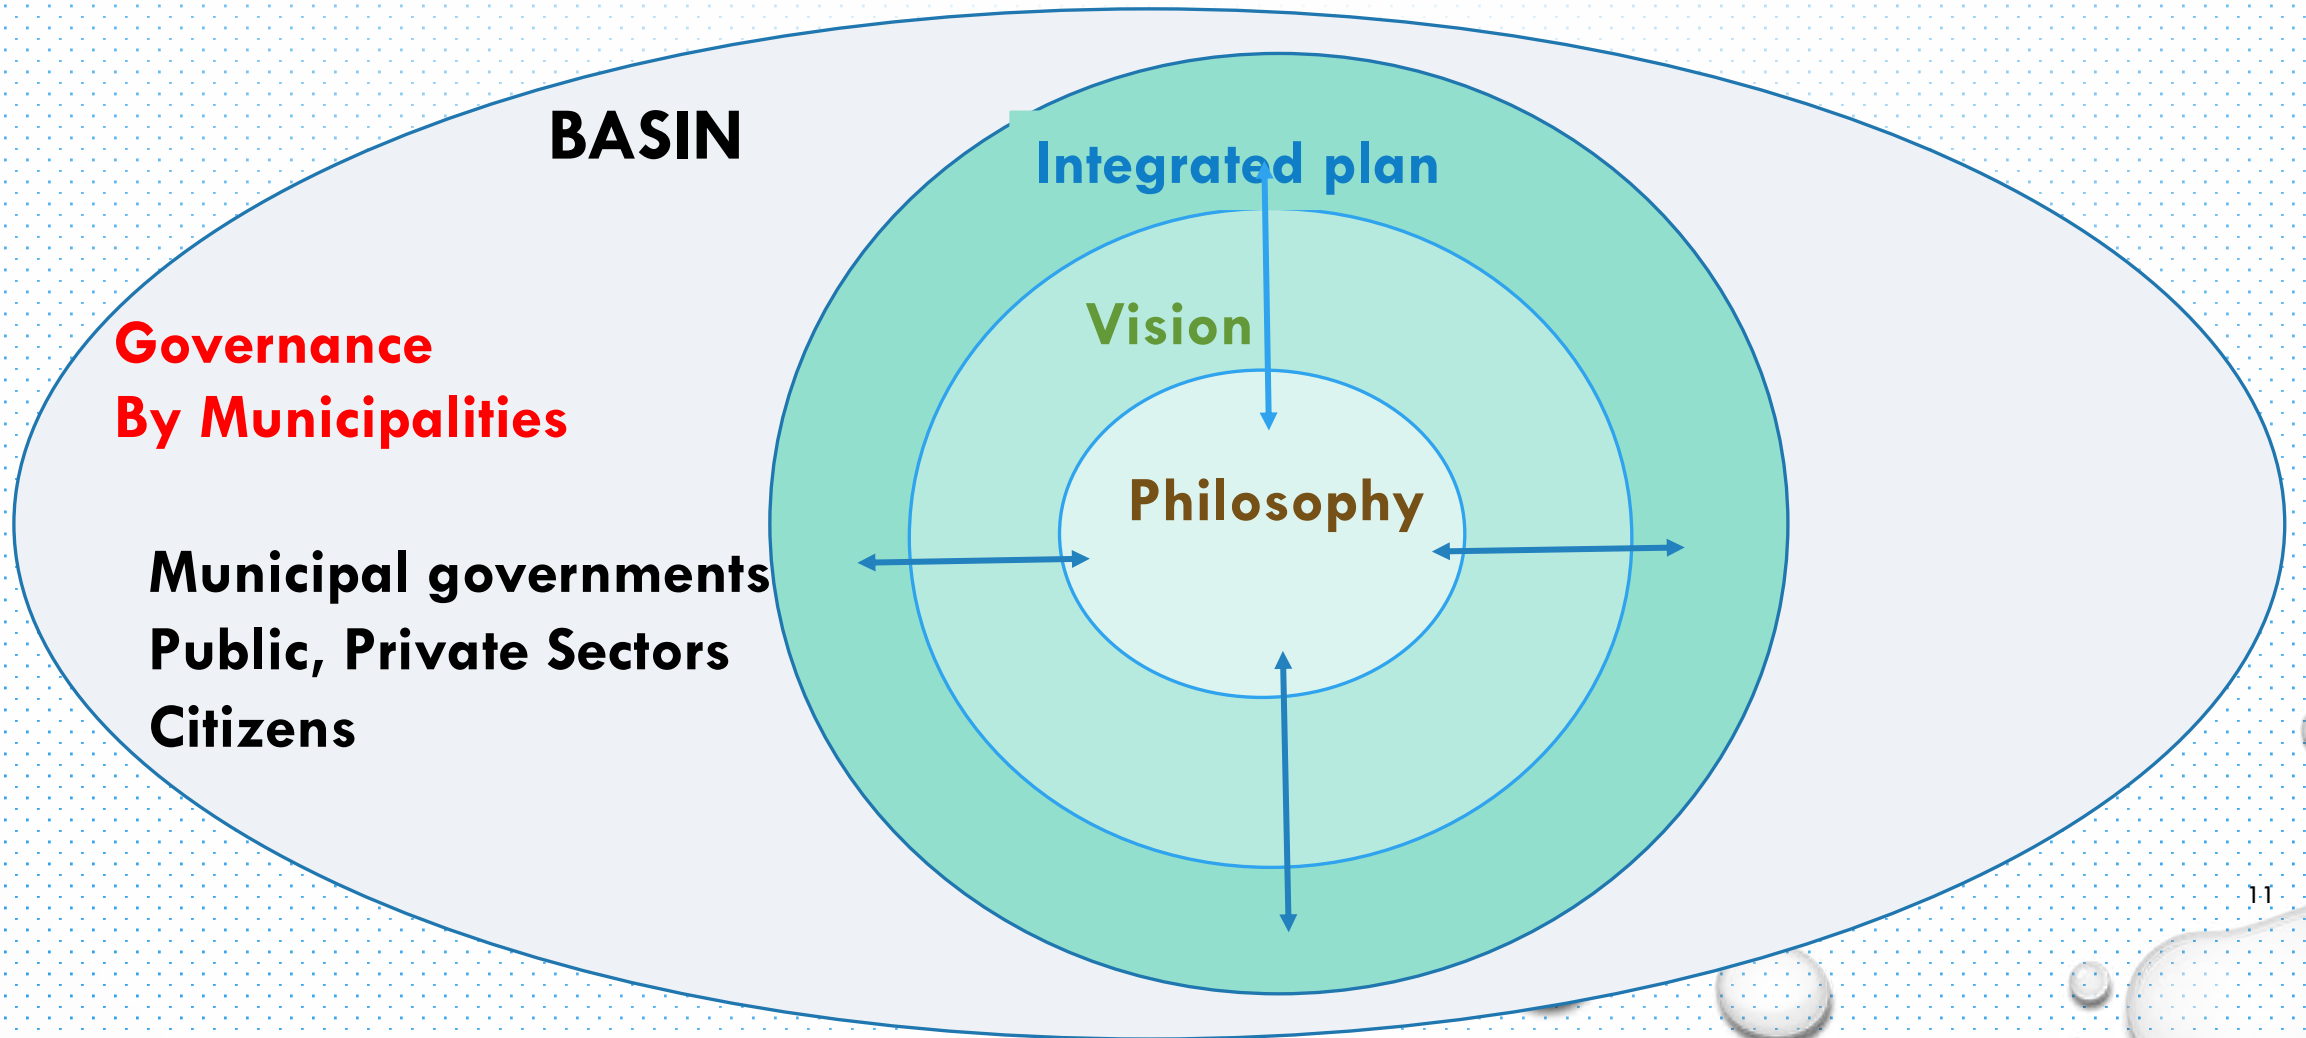 BASIN
Integrated plan
Vision
Governance
By Municipalities
Philosophy
Municipal governments
Public, Private Sectors
Citizens
11